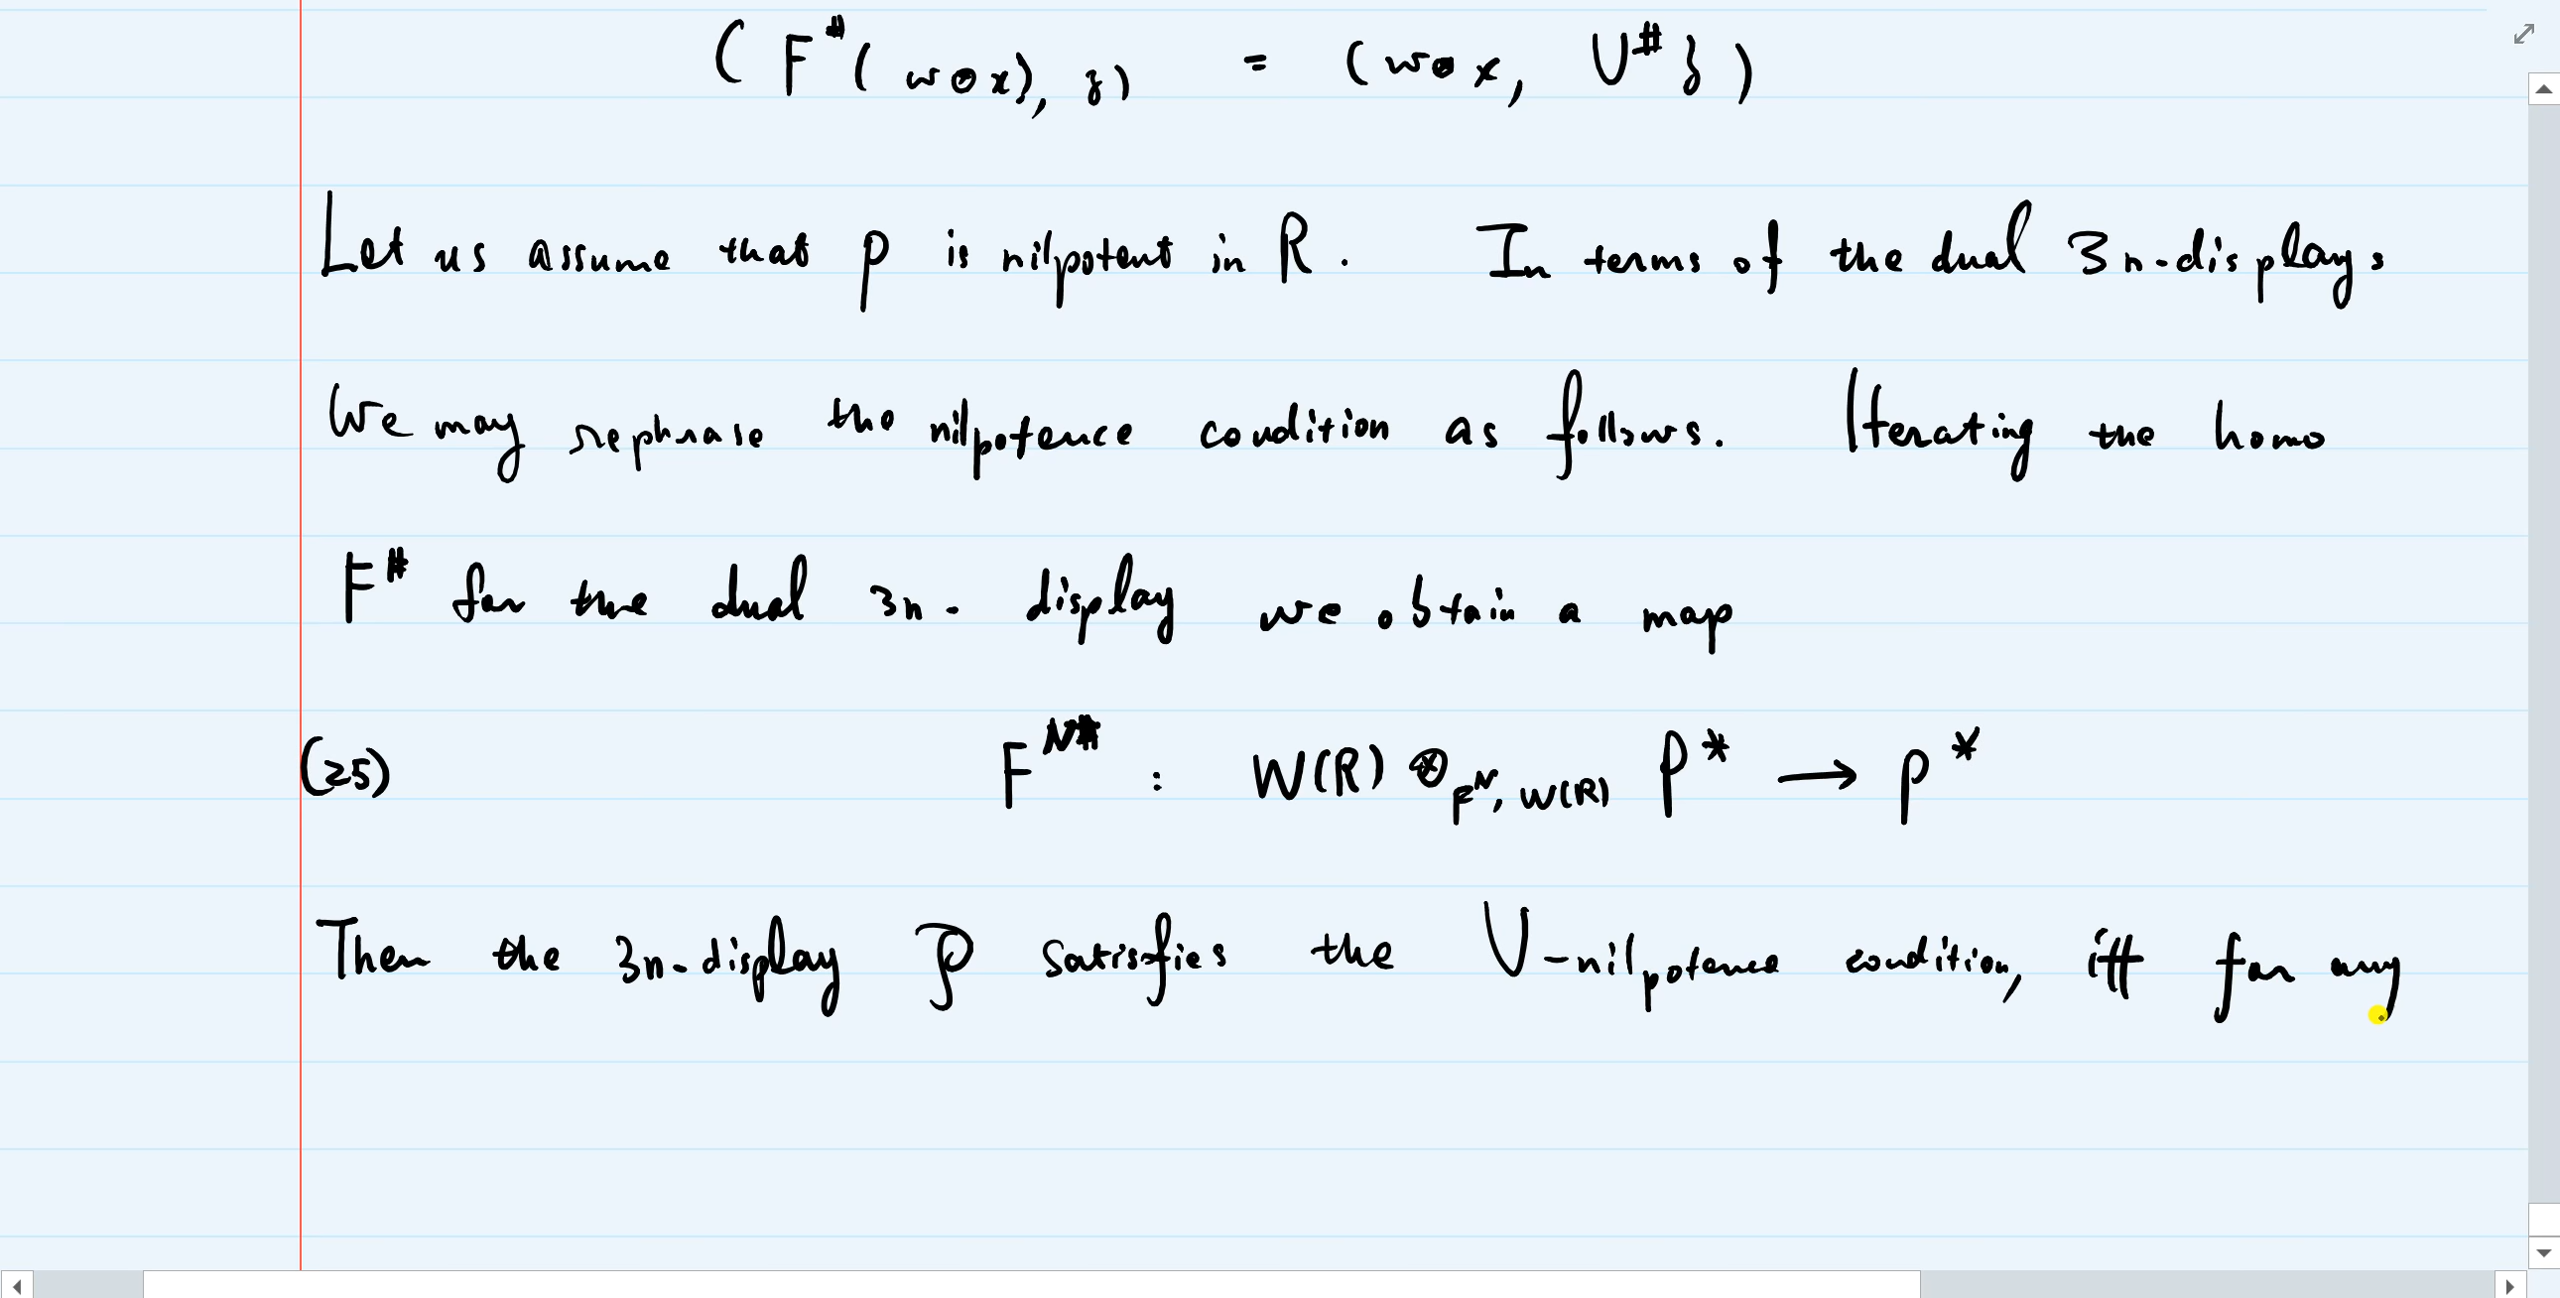 ( F^#( w⊗x), z) = (w⊗x, V^# z )
Let us assume that p is nilpotent in R. In terms of the dual 3n-display.
We may rephrase the nilpotence condition as follows. Iterating the homo
F^# for the dual 3n-display we obtain a map
(25) F^{N#} : W(R) ⊗_{F^N, W(R)} P^* → P^*
Then the 3n-display P satisfies the V-nilpotence condition, iff for any